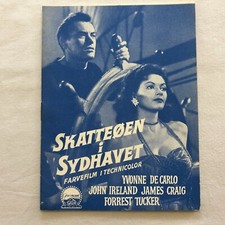 SKATTEØEN
I
SYDHAVET
FARVEFILM I TECHNICOLOR
YVONNE DE CARLO
JOHN IRELAND JAMES CRAIG
FORREST TUCKER